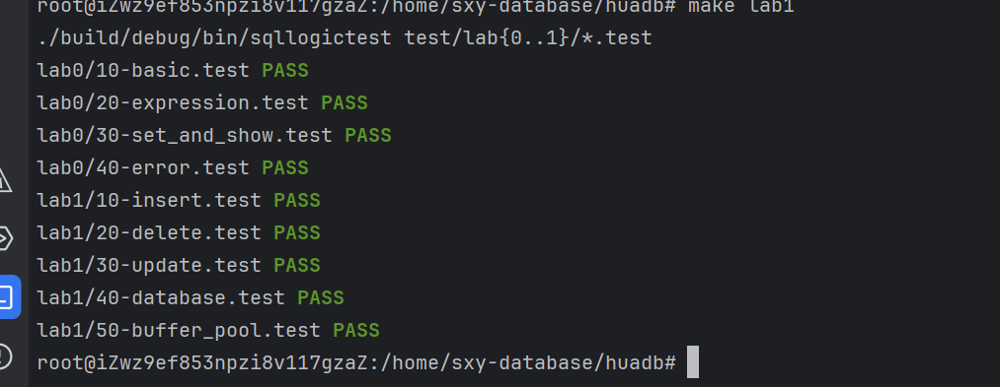 root@iZwz9ef853npzi8v117gzaZ:/home/sxy-database/huadb# make lab1
./build/debug/bin/sqllogictest test/lab{0..1}/*.test
lab0/10-basic.test PASS
lab0/20-expression.test PASS
lab0/30-set_and_show.test PASS
lab0/40-error.test PASS
lab1/10-insert.test PASS
lab1/20-delete.test PASS
lab1/30-update.test PASS
lab1/40-database.test PASS
lab1/50-buffer_pool.test PASS
root@iZwz9ef853npzi8v117gzaZ:/home/sxy-database/huadb#